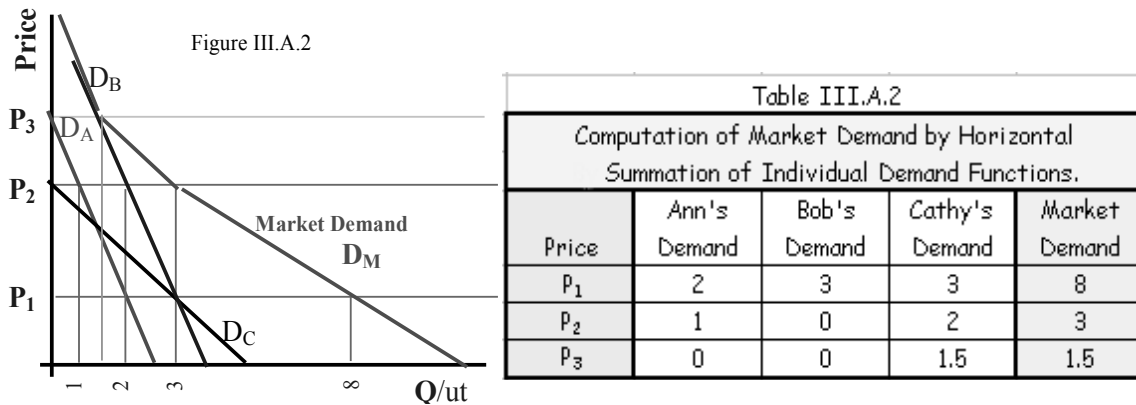 Figure III.A.2
Price
D_B
P_3
D_A
P_2
Market Demand
D_M
P_1
D_C
1 2 3 8
Q/ut
Table III.A.2
Computation of Market Demand by Horizontal
Summation of Individual Demand Functions.
Price Ann's Demand Bob's Demand Cathy's Demand Market Demand
P_1 2 3 3 8
P_2 1 0 2 3
P_3 0 0 1.5 1.5